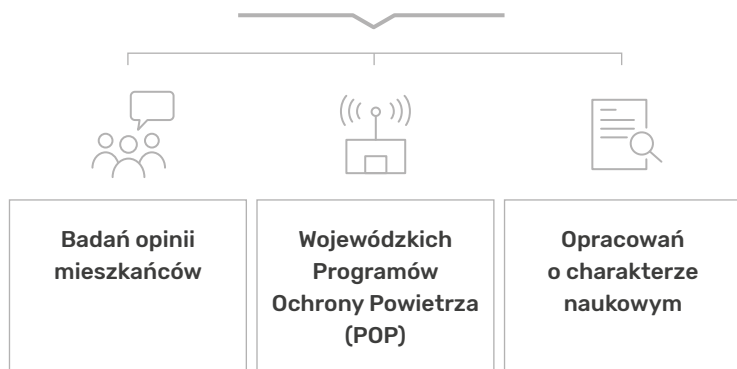 Badań opinii
mieszkańców
Wojewódzkich
Programów
Ochrony Powietrza
(POP)
Opracowań
o charakterze
naukowym